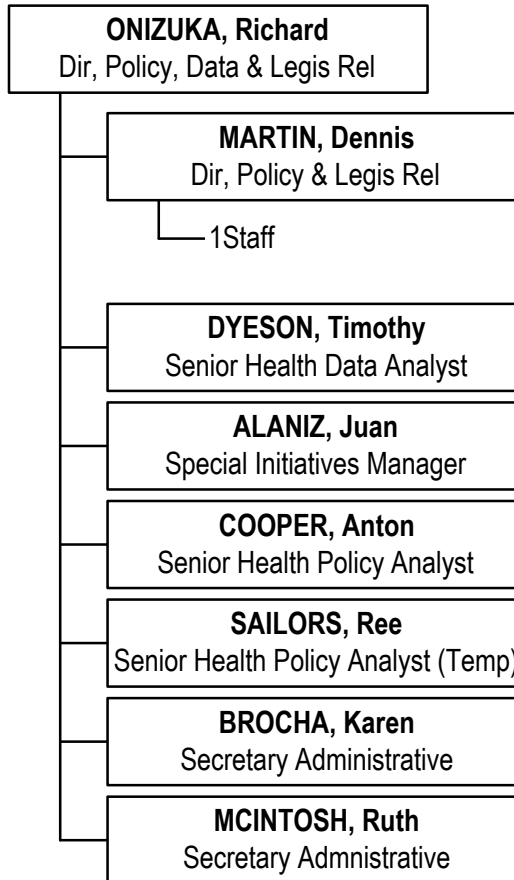 ONIZUKA, Richard
Dir, Policy, Data & Legis Rel
MARTIN, Dennis
Dir, Policy & Legis Rel
1Staff
DYESON, Timothy
Senior Health Data Analyst
ALANIZ, Juan
Special Initiatives Manager
COOPER, Anton
Senior Health Policy Analyst
SAILORS, Ree
Senior Health Policy Analyst (Temp)
BROCHA, Karen
Secretary Administrative
MCINTOSH, Ruth
Secretary Admnistrative